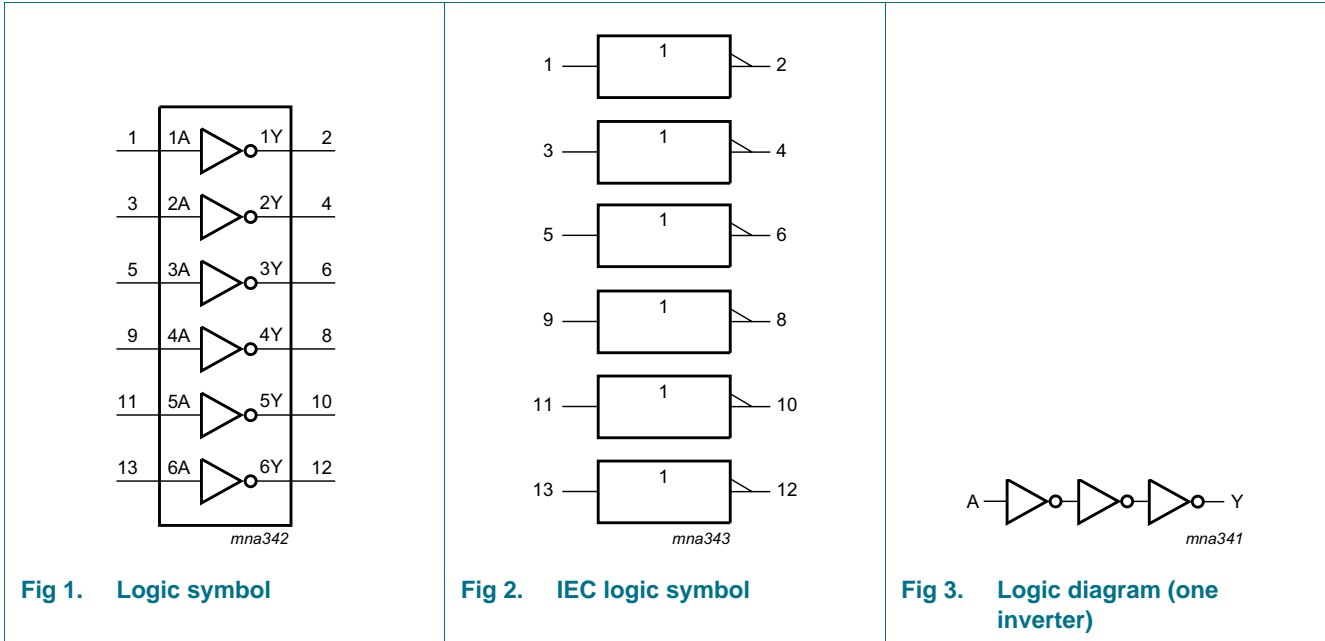 1 1A 1Y 2
3 2A 2Y 4
5 3A 3Y 6
9 4A 4Y 8
11 5A 5Y 10
13 6A 6Y 12
mna342
Fig 1. Logic symbol
1 1 2
3 1 4
5 1 6
9 1 8
11 1 10
13 1 12
mna343
Fig 2. IEC logic symbol
A Y
mna341
Fig 3. Logic diagram (one
inverter)